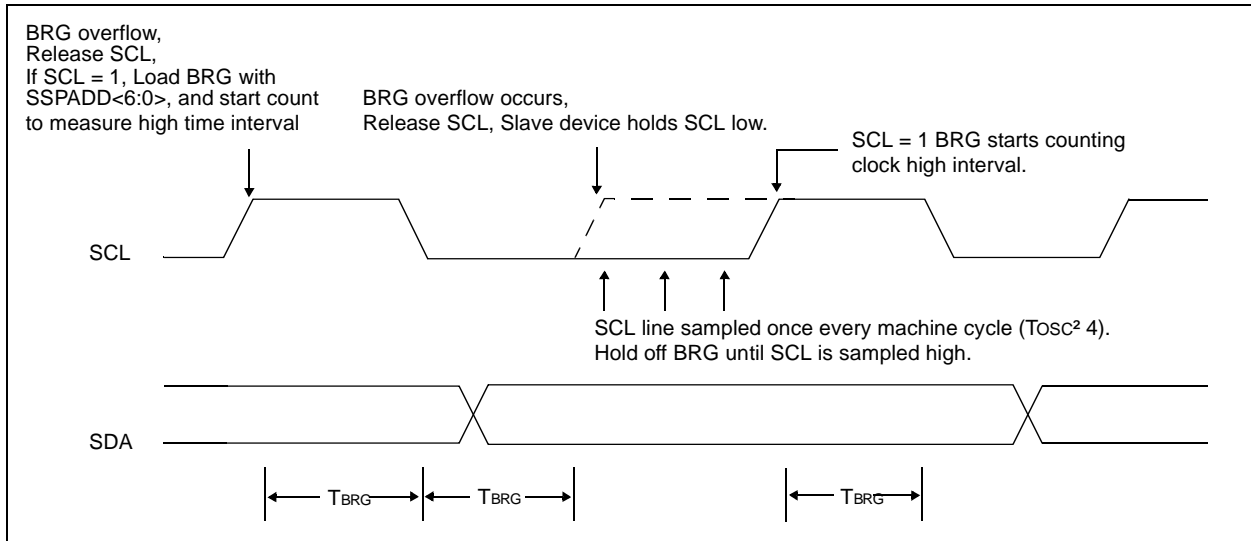 BRG overflow,
Release SCL,
If SCL = 1, Load BRG with
SSPADD<6:0>, and start count
to measure high time interval
BRG overflow occurs,
Release SCL, Slave device holds SCL low.
SCL = 1 BRG starts counting
clock high interval.
SCL
SCL line sampled once every machine cycle (TOSC² 4).
Hold off BRG until SCL is sampled high.
SDA
TBRG
TBRG
TBRG